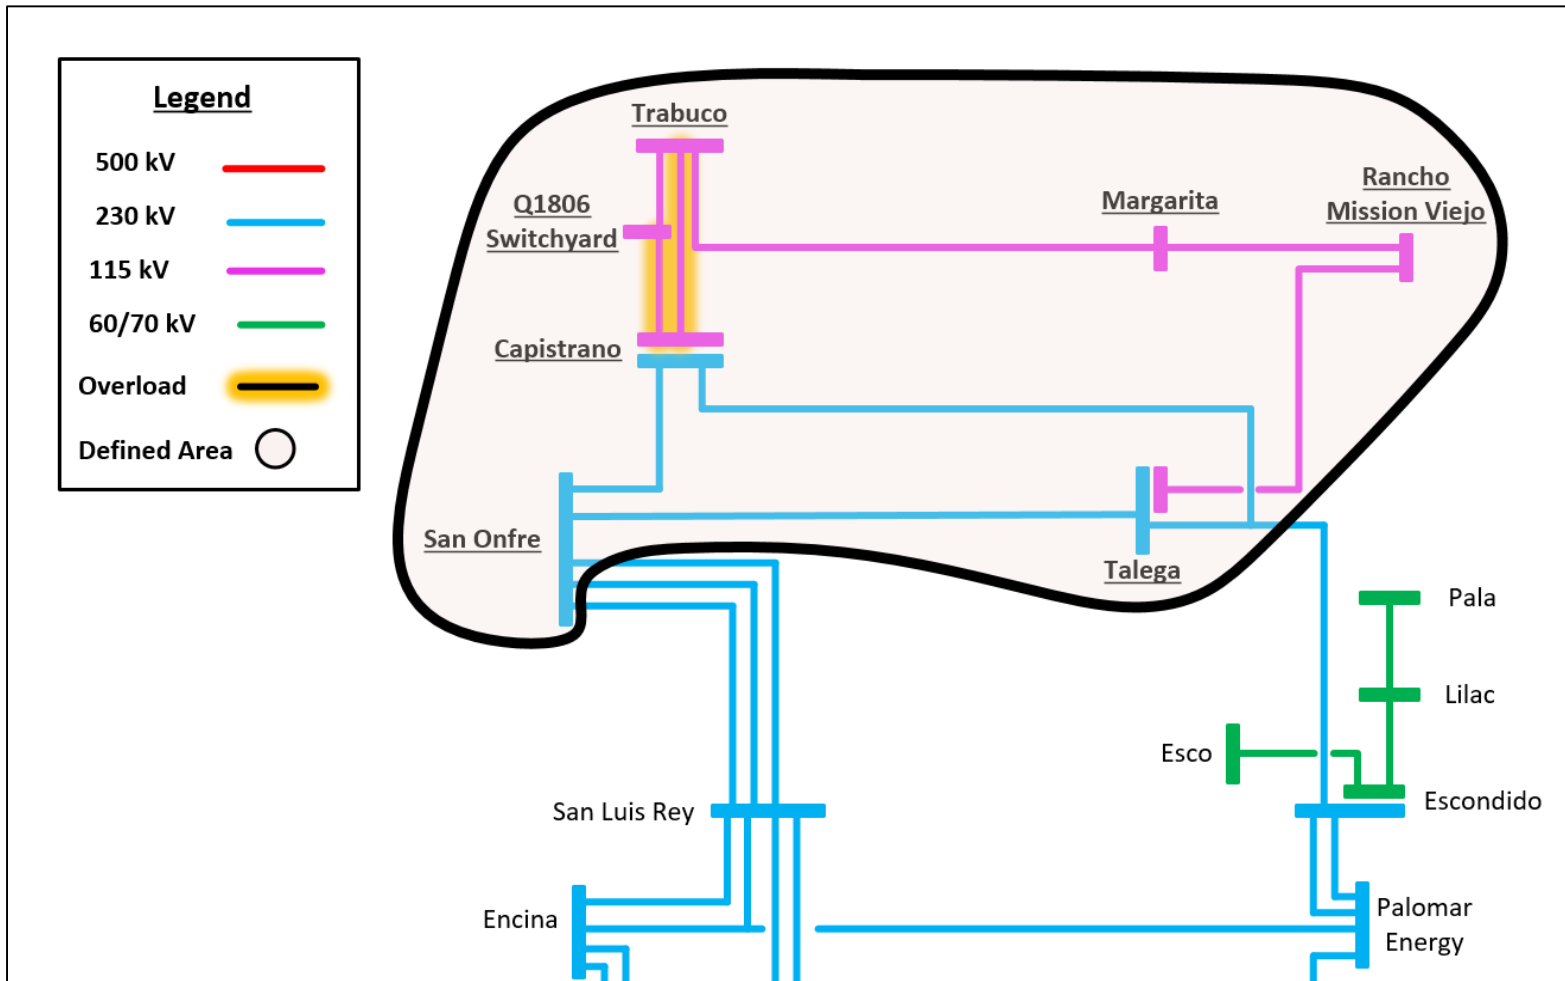 Legend
500 kV
230 kV
115 kV
60/70 kV
Overload
Defined Area
Trabuco
Q1806
Switchyard
Margarita
Rancho
Mission Viejo
Capistrano
San Onfre
Talega
Pala
Lilac
Esco
Escondido
San Luis Rey
Encina
Palomar
Energy